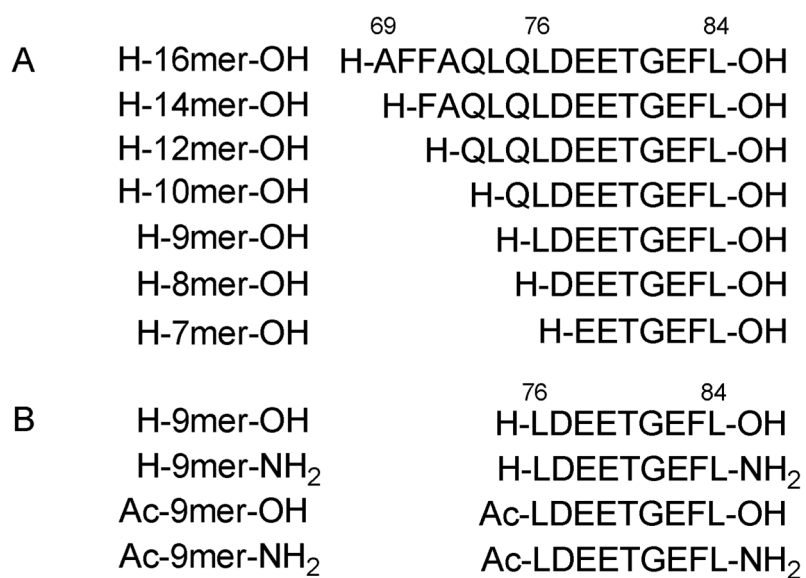 69 76 84
A H-16mer-OH H-AFFAQLQLDEETGEFL-OH
H-14mer-OH H-FAQLQLDEETGEFL-OH
H-12mer-OH H-QLQLDEETGEFL-OH
H-10mer-OH H-QLDEETGEFL-OH
H-9mer-OH H-LDEETGEFL-OH
H-8mer-OH H-DEETGEFL-OH
H-7mer-OH H-EETGEFL-OH
76 84
B H-9mer-OH H-LDEETGEFL-OH
H-9mer-NH₂ H-LDEETGEFL-NH₂
Ac-9mer-OH Ac-LDEETGEFL-OH
Ac-9mer-NH₂ Ac-LDEETGEFL-NH₂